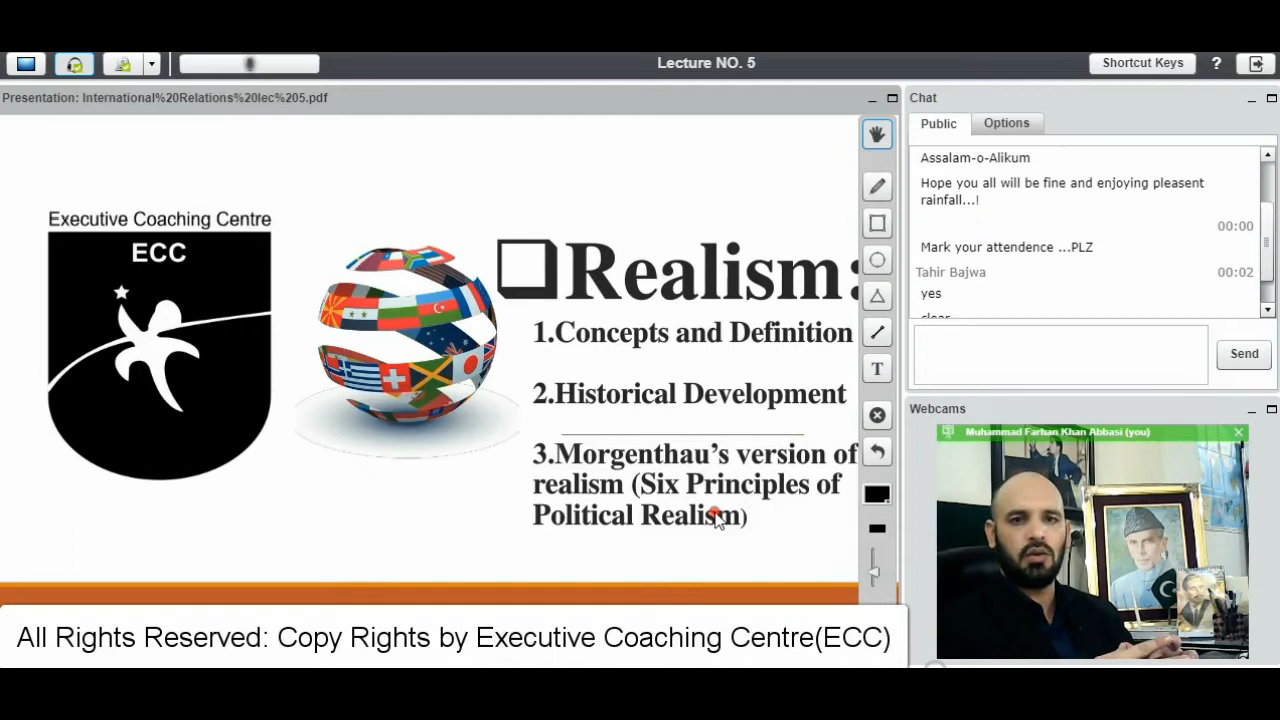 Lecture NO. 5
Shortcut Keys
?
Presentation: International%20Relations%20lec%205.pdf
Executive Coaching Centre
ECC
Realism:
1.Concepts and Definition
2.Historical Development
3.Morgenthau’s version of
realism (Six Principles of
Political Realism)
T
All Rights Reserved: Copy Rights by Executive Coaching Centre(ECC)
Chat
Public
Options
Assalam-o-Alikum
Hope you all will be fine and enjoying pleasent
rainfall...!
00:00
Mark your attendence ...PLZ
Tahir Bajwa 00:02
yes
clear
Send
Webcams
Muhammad Farhan Khan Abbasi (you)